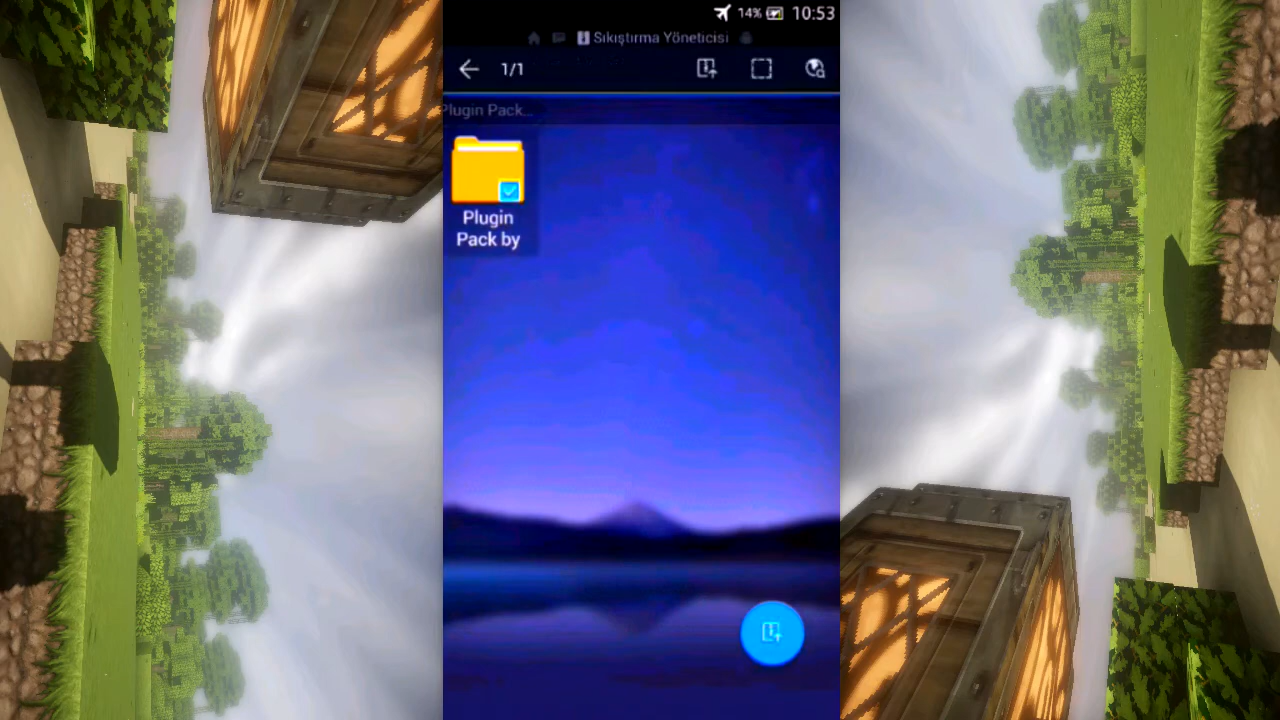 14% 10:53
Sıkıştırma Yöneticisi
1/1
Plugin Pack...
Plugin
Pack by